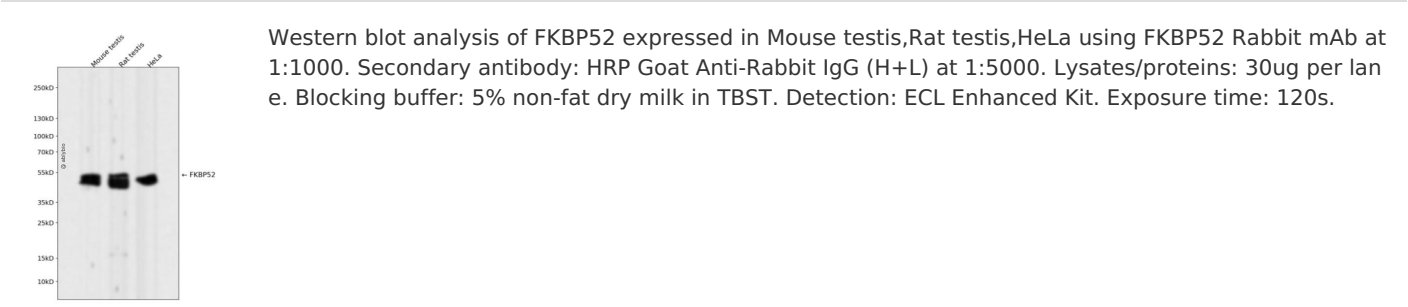 Mouse testis
Rat testis
HeLa
Western blot analysis of FKBP52 expressed in Mouse testis,Rat testis,HeLa using FKBP52 Rabbit mAb at
1:1000. Secondary antibody: HRP Goat Anti-Rabbit IgG (H+L) at 1:5000. Lysates/proteins: 30ug per lan
e. Blocking buffer: 5% non-fat dry milk in TBST. Detection: ECL Enhanced Kit. Exposure time: 120s.
250kD
130kD
100kD
70kD
55kD
← FKBP52
35kD
25kD
15kD
10kD